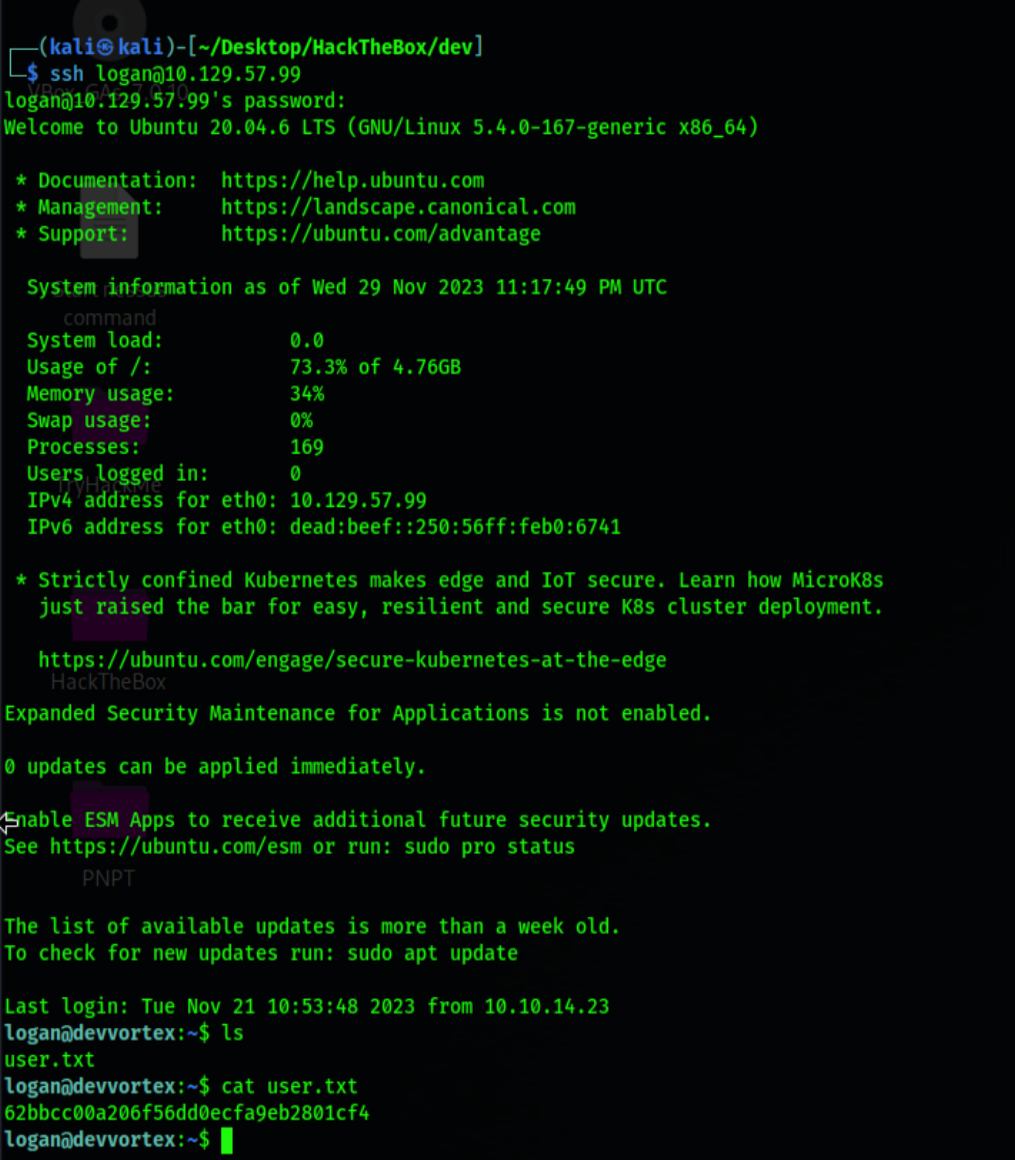 (kali㉿kali)-[~/Desktop/HackTheBox/dev]
$ ssh logan@10.129.57.99
VBox_GAs_7.0.10
logan@10.129.57.99's password:
Welcome to Ubuntu 20.04.6 LTS (GNU/Linux 5.4.0-167-generic x86_64)
* Documentation:  https://help.ubuntu.com
* Management:     https://landscape.canonical.com
* Support:        https://ubuntu.com/advantage
System information as of Wed 29 Nov 2023 11:17:49 PM UTC
command
System load:           0.0
Usage of /:            73.3% of 4.76GB
Memory usage:          34%
Swap usage:            0%
Processes:             169
Users logged in:       0
TryHackMe
IPv4 address for eth0: 10.129.57.99
IPv6 address for eth0: dead:beef::250:56ff:feb0:6741
* Strictly confined Kubernetes makes edge and IoT secure. Learn how MicroK8s
just raised the bar for easy, resilient and secure K8s cluster deployment.
https://ubuntu.com/engage/secure-kubernetes-at-the-edge
HackTheBox
Expanded Security Maintenance for Applications is not enabled.
0 updates can be applied immediately.
Enable ESM Apps to receive additional future security updates.
See https://ubuntu.com/esm or run: sudo pro status
PNPT
The list of available updates is more than a week old.
To check for new updates run: sudo apt update
Last login: Tue Nov 21 10:53:48 2023 from 10.10.14.23
logan@devvortex:~$ ls
user.txt
logan@devvortex:~$ cat user.txt
62bbcc00a206f56dd0ecfa9eb2801cf4
logan@devvortex:~$